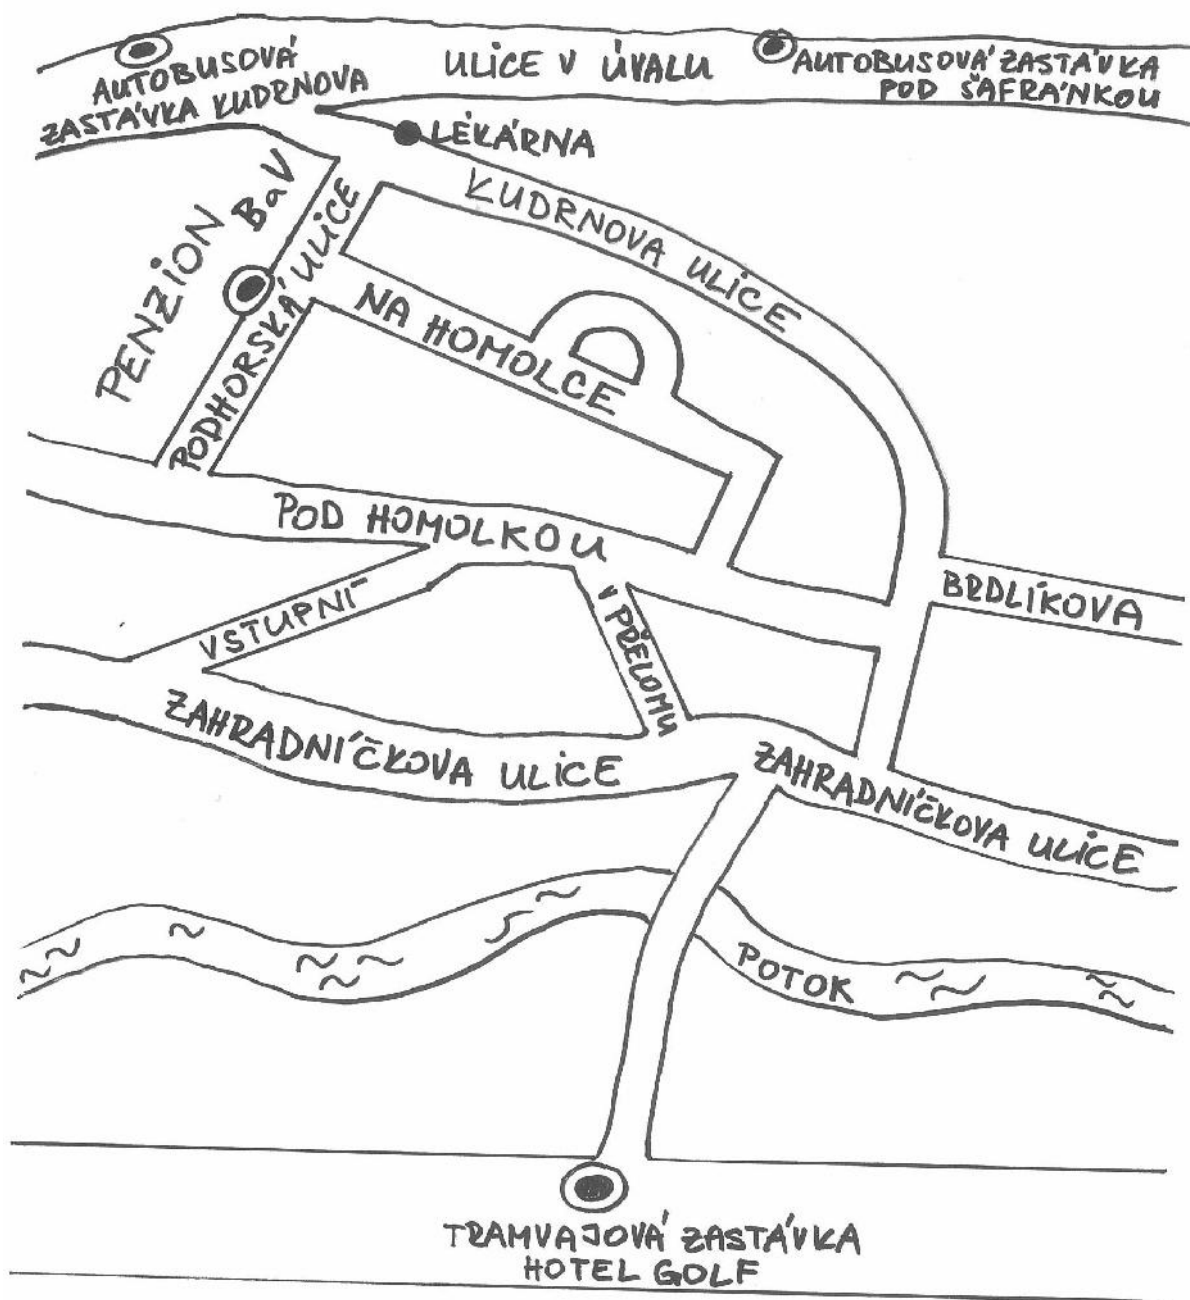 AUTOBUSOVÁ
ZASTÁVKA KUDRNOVA
ULICE V ÚVALU
AUTOBUSOVÁ ZASTÁVKA
POD ŠAFRÁNKOU
LÉKÁRNA
PENZION BaV
PODHORSKÁ ULICE
KUDRNOVA ULICE
NA HOMOLCE
POD HOMOLKOU
BRDLÍKOVA
VSTUPNÍ
V PŘELOMU
ZAHRADNÍČKOVA ULICE
ZAHRADNÍČKOVA ULICE
POTOK
TRAMVAJOVÁ ZASTÁVKA
HOTEL GOLF